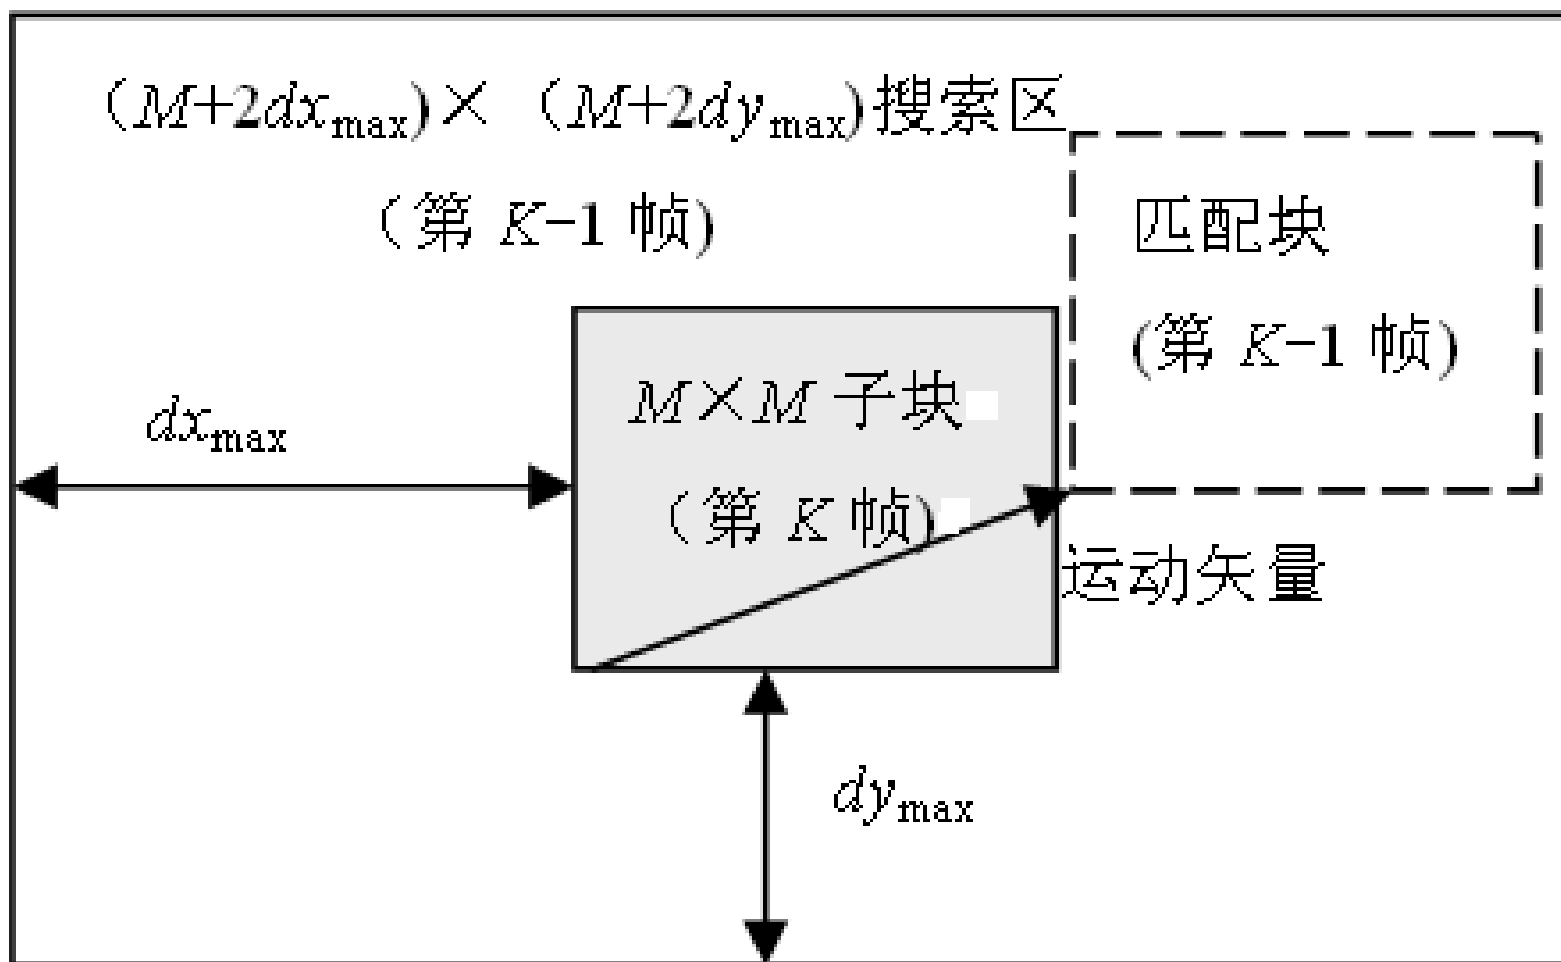 （M+2dxmax)×（M+2dymax)搜索区
（第 K-1 帧)
匹配块
(第 K-1 帧)
M×M 子块
（第 K 帧)
dxmax
运动矢量
dymax